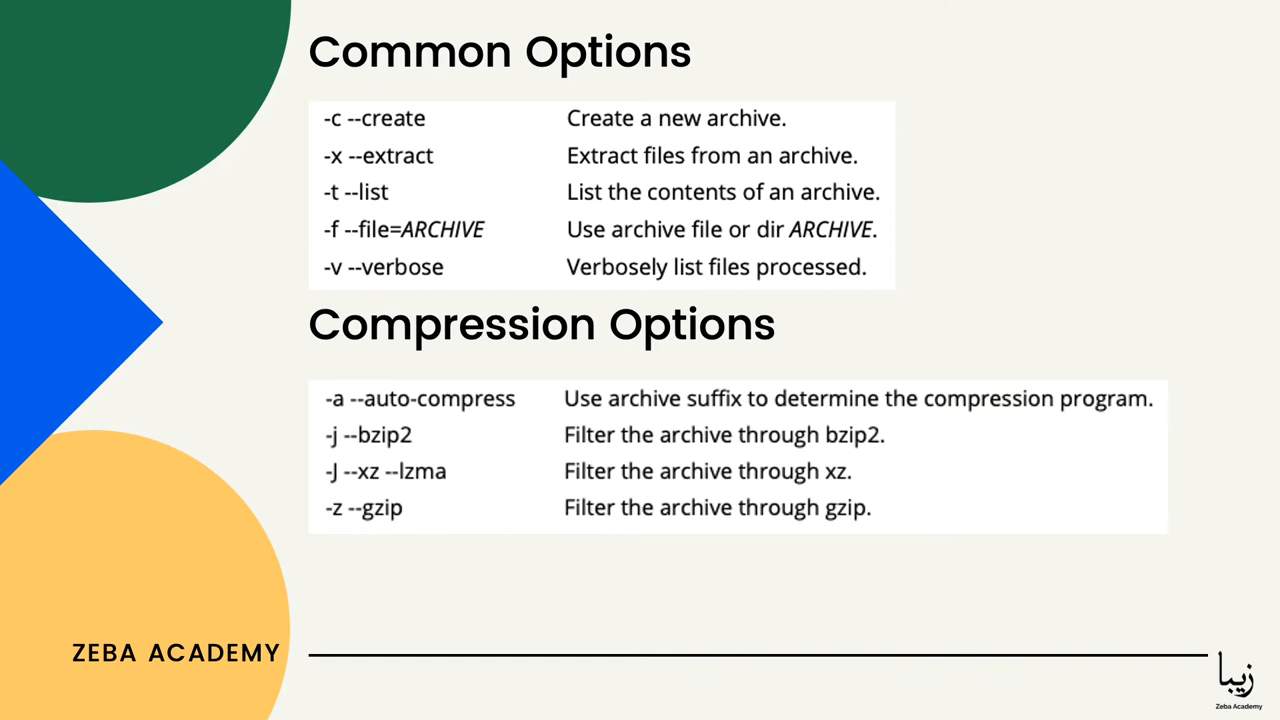 Common Options
-c --create Create a new archive.
-x --extract Extract files from an archive.
-t --list List the contents of an archive.
-f --file=ARCHIVE Use archive file or dir ARCHIVE.
-v --verbose Verbosely list files processed.
Compression Options
-a --auto-compress Use archive suffix to determine the compression program.
-j --bzip2 Filter the archive through bzip2.
-J --xz --lzma Filter the archive through xz.
-z --gzip Filter the archive through gzip.
ZEBA ACADEMY
زيبا
Zeba Academy